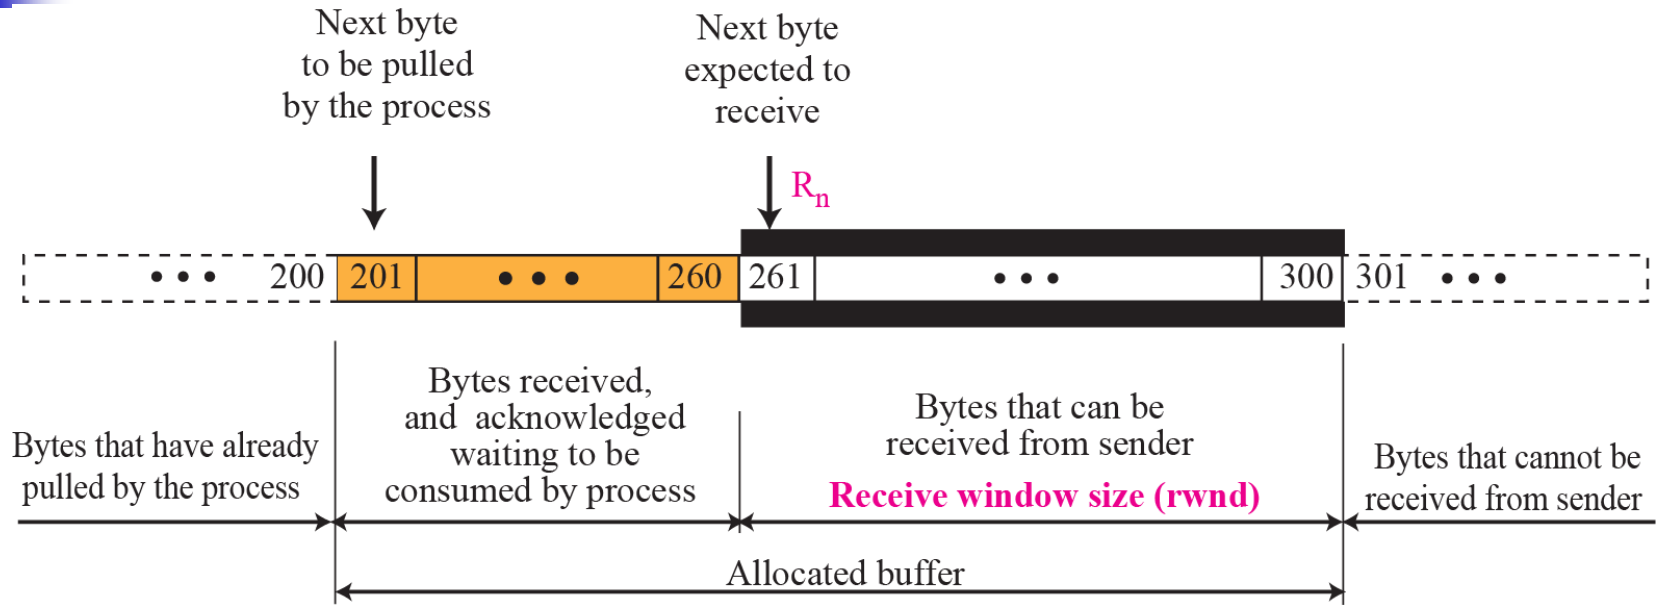 Next byte
to be pulled
by the process
Next byte
expected to
receive
Rn
••• 200 201 ••• 260 261 ••• 300 301 •••
Bytes that have already
pulled by the process
Bytes received,
and acknowledged
waiting to be
consumed by process
Bytes that can be
received from sender
Receive window size (rwnd)
Bytes that cannot be
received from sender
Allocated buffer